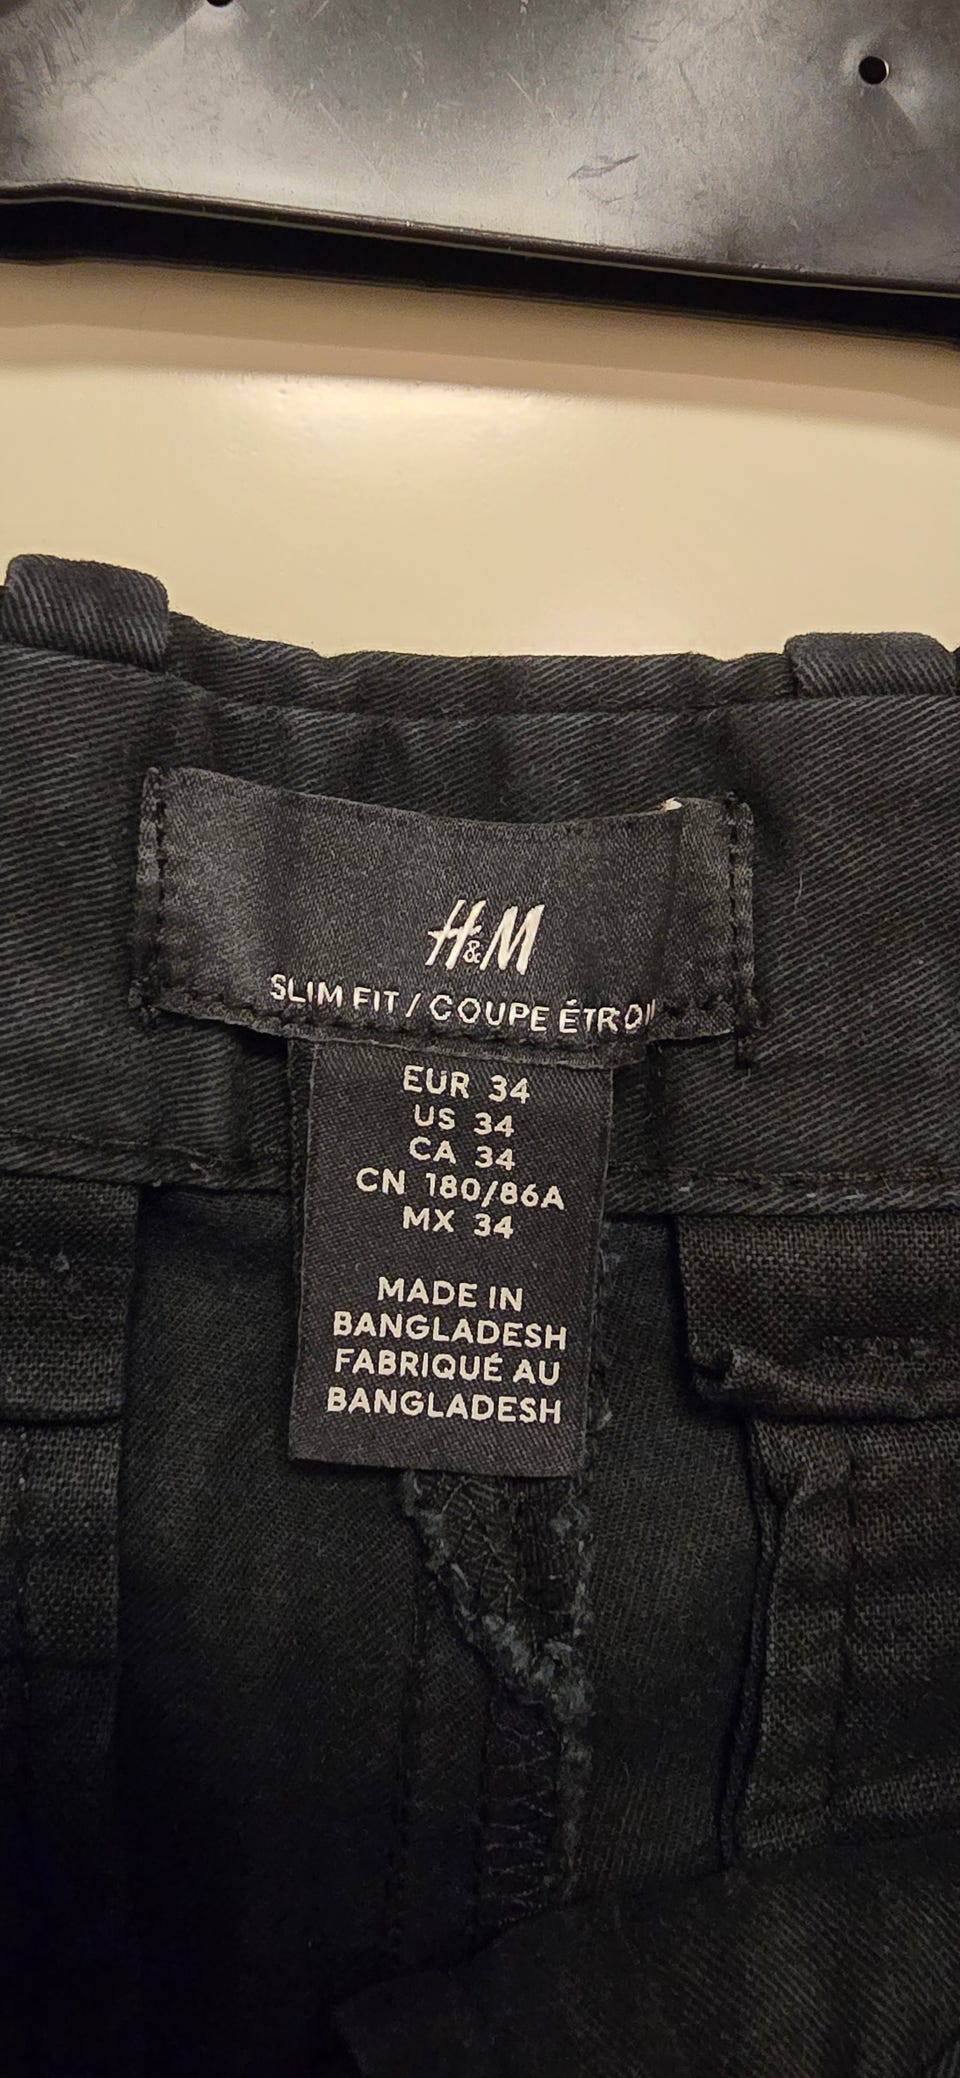 H&M
SLIM FIT / COUPE
EUR 34
US 34
CA 34
CN 180/86A
MX 34
MADE IN
BANGLADESH
FABRIQUÉ AU
BANGLADESH